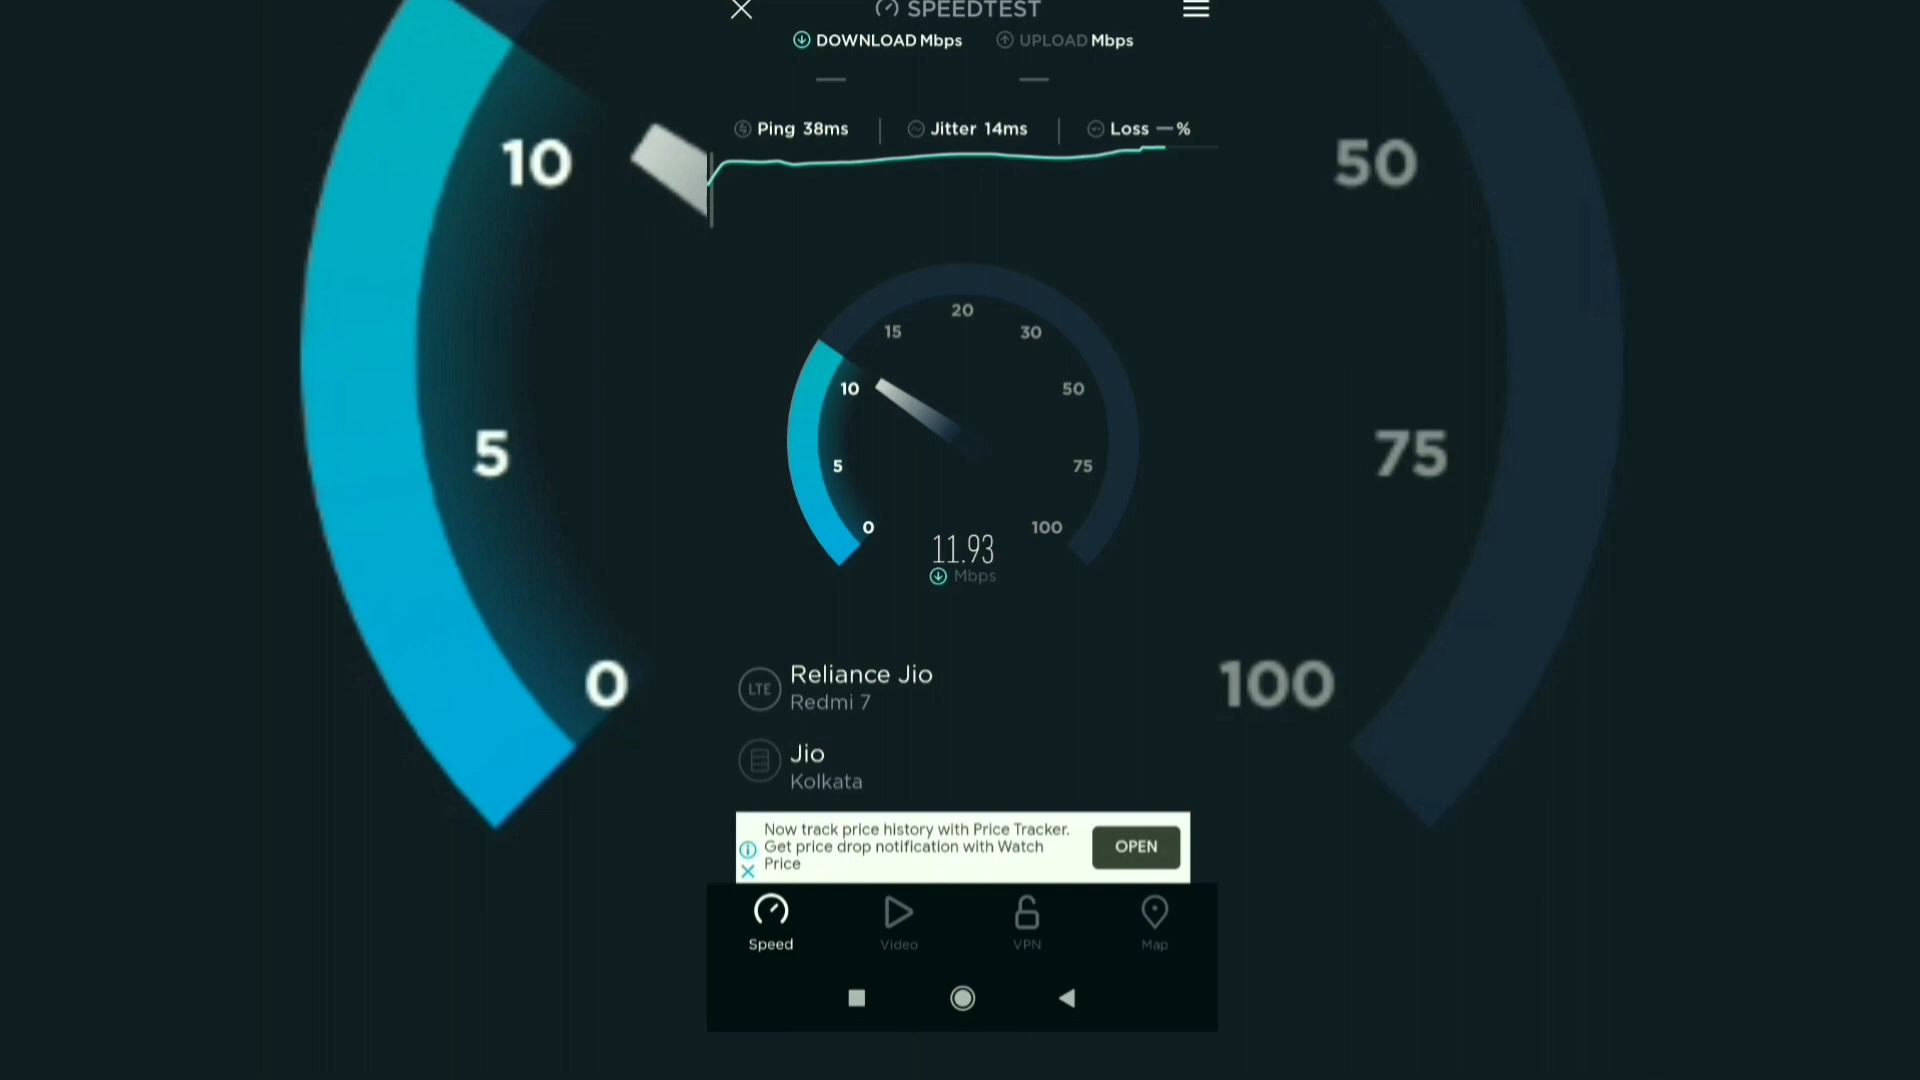 SPEEDTEST
DOWNLOAD Mbps UPLOAD Mbps
— —
Ping 38ms Jitter 14ms Loss — %
10
50
20
15 30
10 50
5
75
5 75
0 100
11.93
Mbps
0
100
LTE Reliance Jio
Redmi 7
Jio
Kolkata
Now track price history with Price Tracker.
Get price drop notification with Watch
Price
OPEN
Speed Video VPN Map